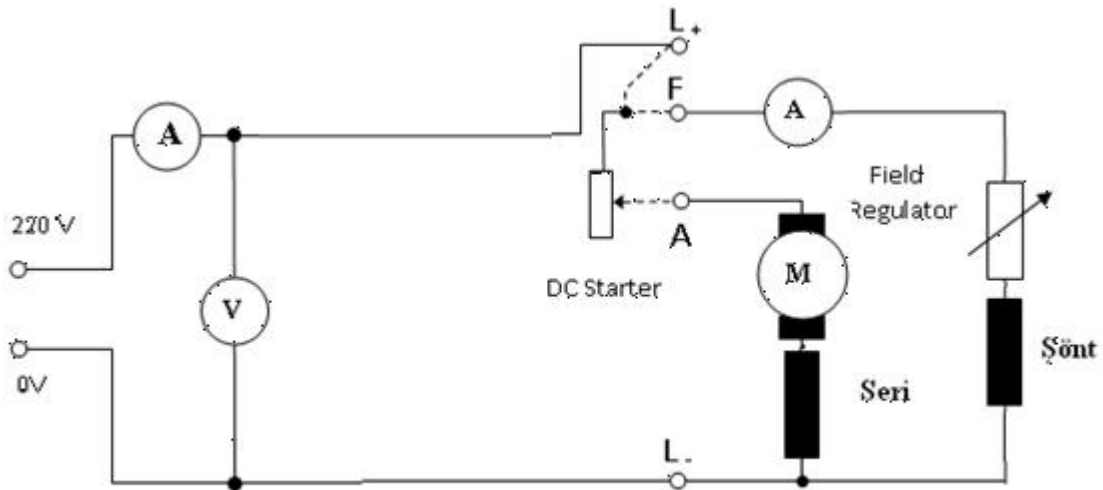 L +
F
A
A
220 V
Field
Regulator
A
DC Starter
M
V
Şönt
0V
Seri
L -